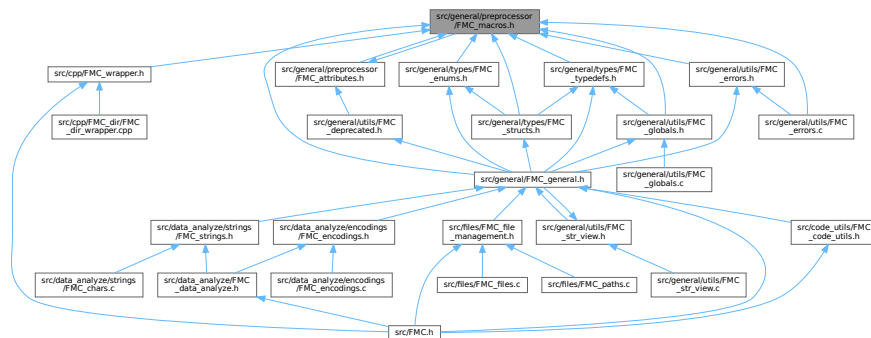 src/general/preprocessor
/FMC_macros.h
src/cpp/FMC_wrapper.h
src/general/preprocessor
/FMC_attributes.h
src/general/types/FMC
_enums.h
src/general/types/FMC
_typedefs.h
src/general/utils/FMC
_errors.h
src/cpp/FMC_dir/FMC
_dir_wrapper.cpp
src/general/utils/FMC
_deprecated.h
src/general/types/FMC
_structs.h
src/general/utils/FMC
_globals.h
src/general/utils/FMC
_errors.c
src/general/FMC_general.h
src/general/utils/FMC
_globals.c
src/data_analyze/strings
/FMC_strings.h
src/data_analyze/encodings
/FMC_encodings.h
src/files/FMC_file
_management.h
src/general/utils/FMC
_str_view.h
src/code_utils/FMC
_code_utils.h
src/data_analyze/strings
/FMC_chars.c
src/data_analyze/FMC
_data_analyze.h
src/data_analyze/encodings
/FMC_encodings.c
src/files/FMC_files.c
src/files/FMC_paths.c
src/general/utils/FMC
_str_view.c
src/FMC.h